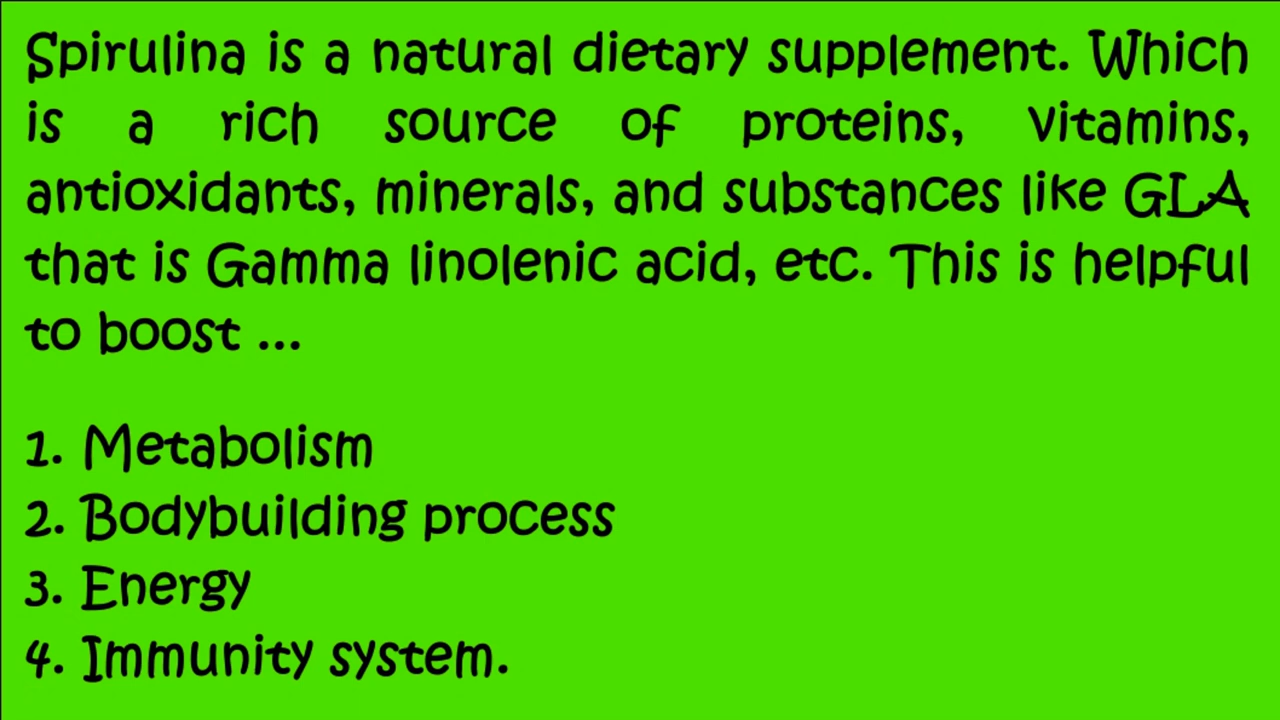 Spirulina is a natural dietary supplement. Which
is a rich source of proteins, vitamins,
antioxidants, minerals, and substances like GLA
that is Gamma linolenic acid, etc. This is helpful
to boost ...
1. Metabolism
2. Bodybuilding process
3. Energy
4. Immunity system.